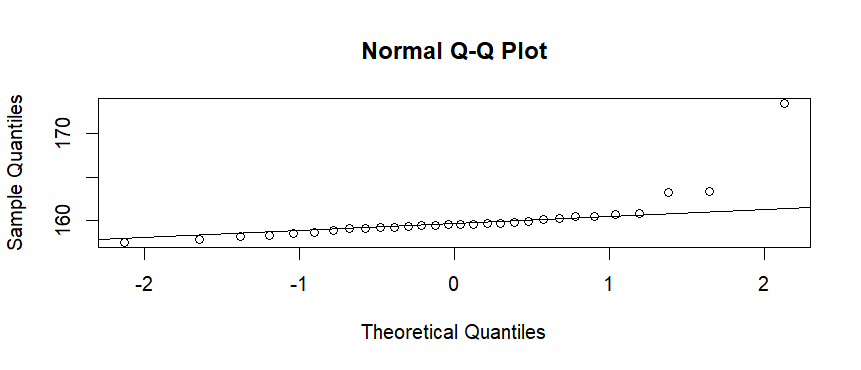 Normal Q-Q Plot
Sample Quantiles
170
160
-2 -1 0 1 2
Theoretical Quantiles